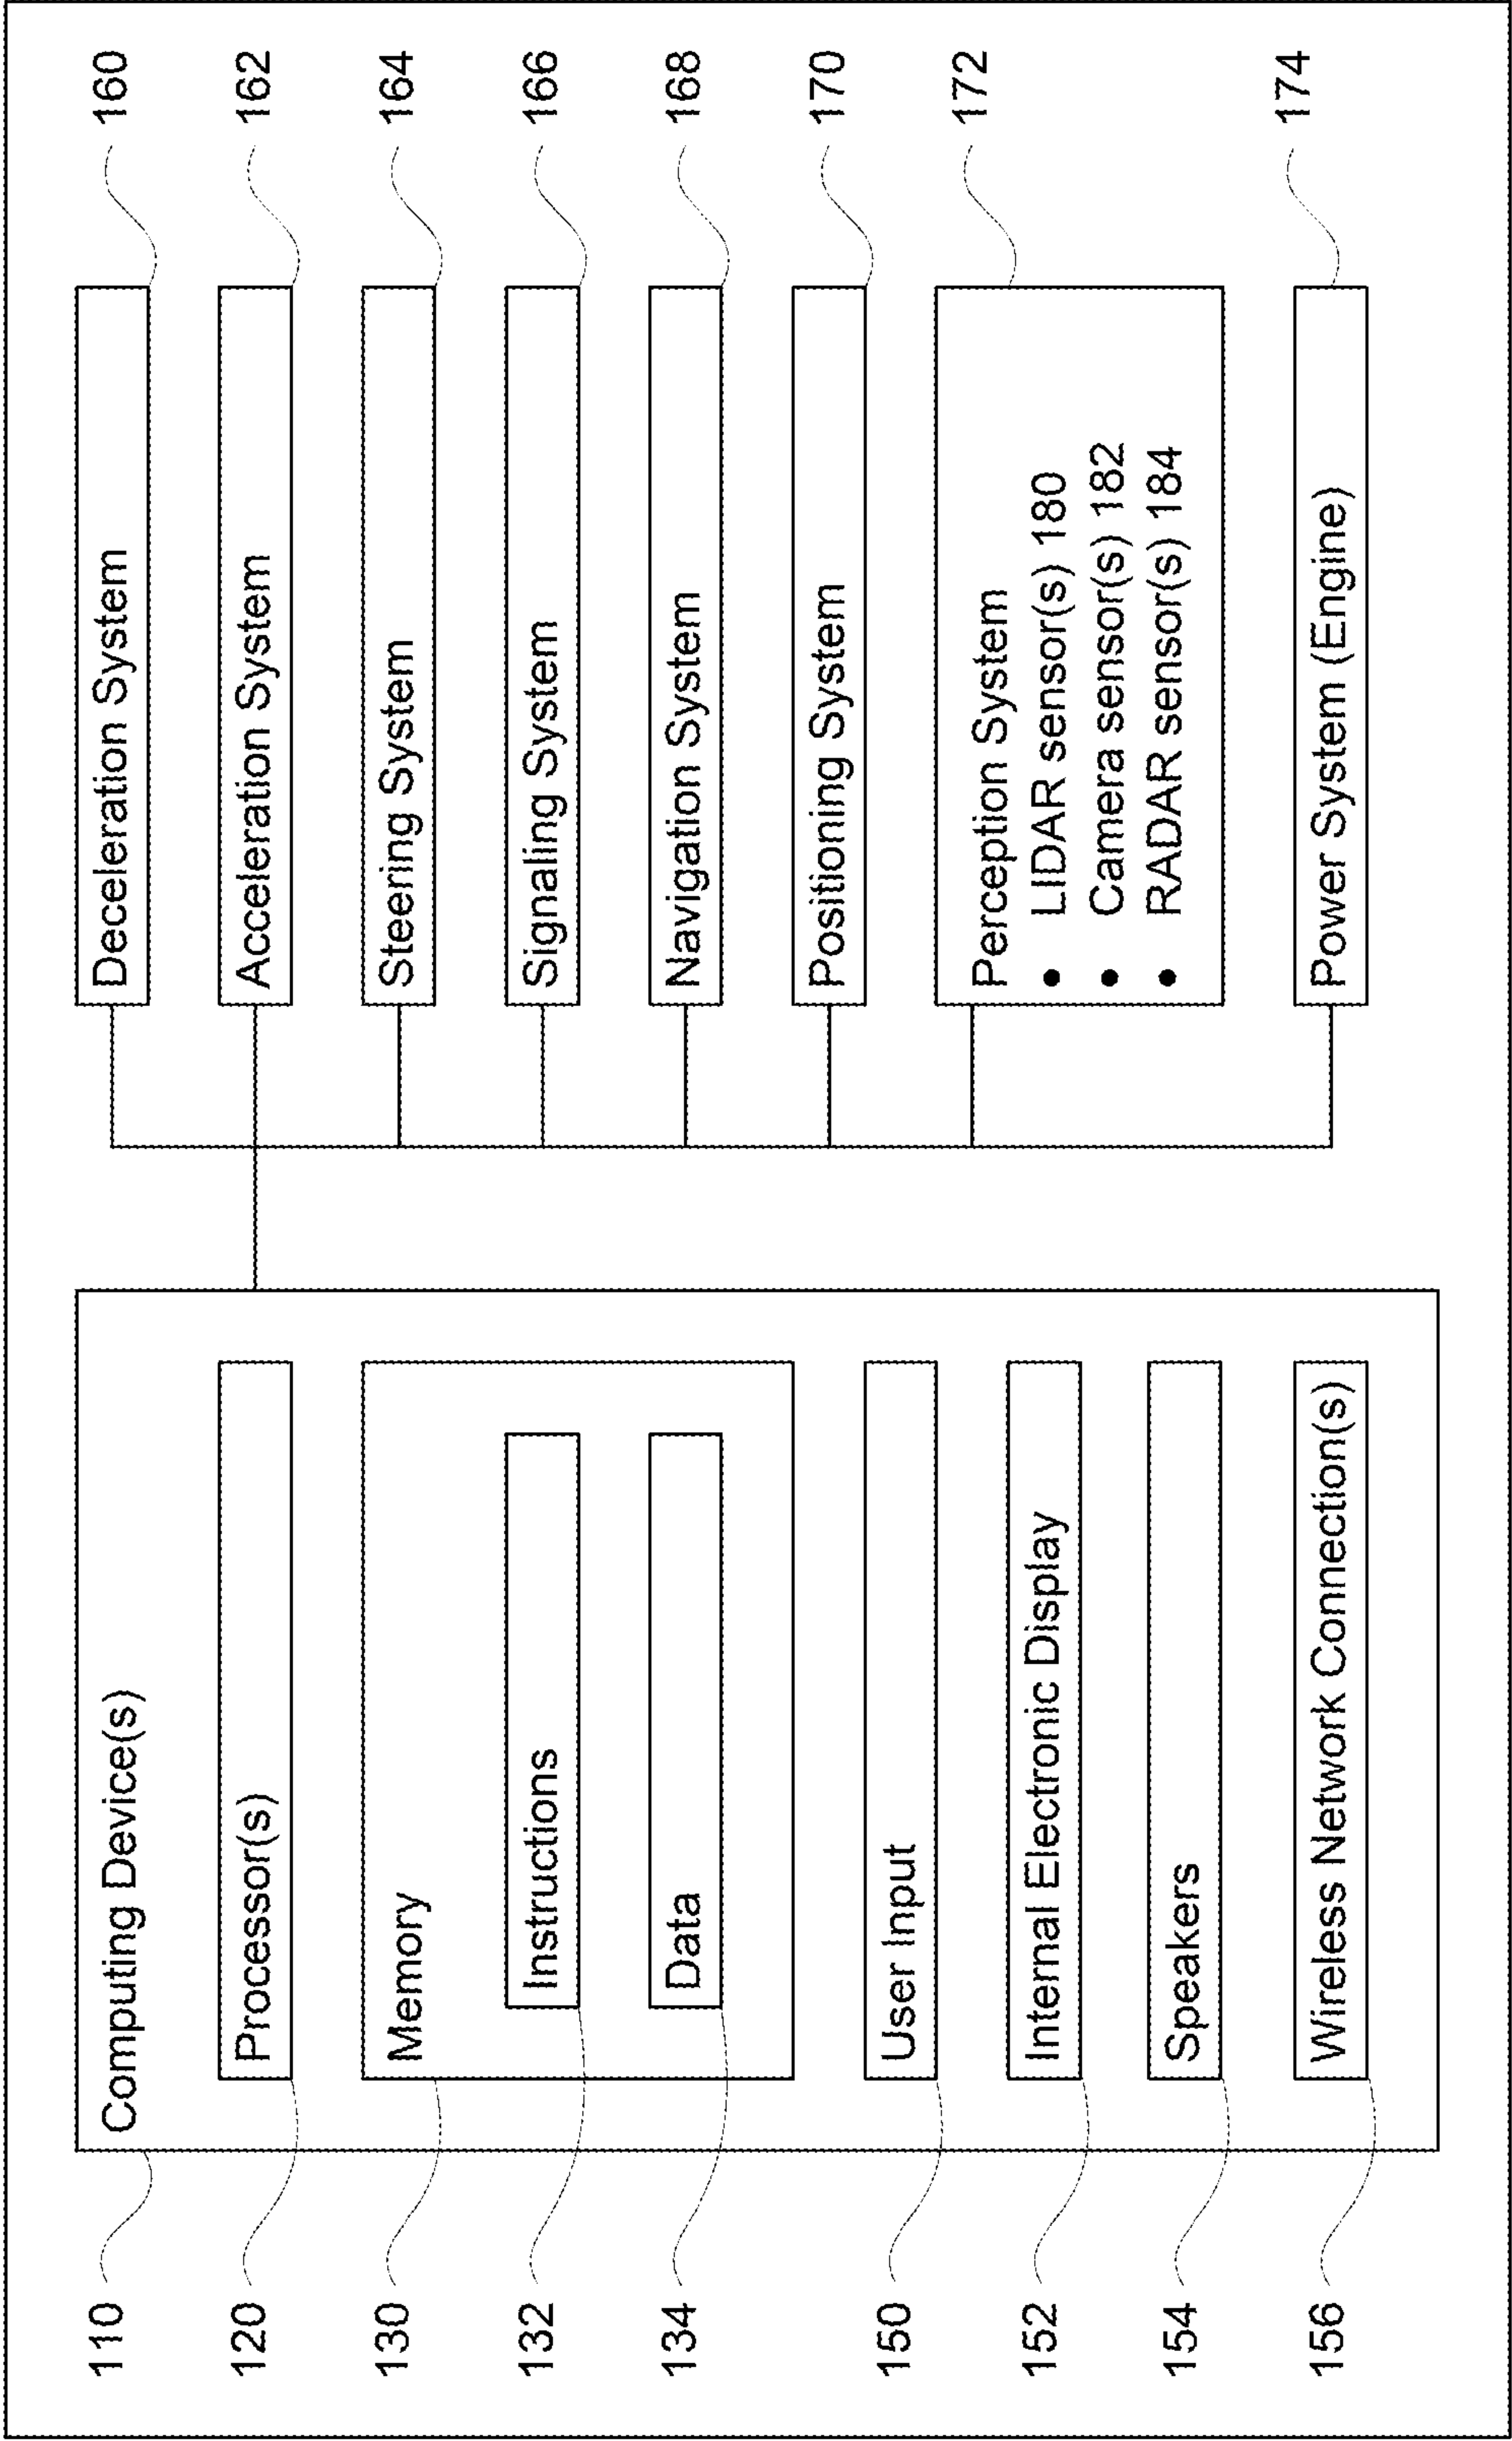 110
Computing Device(s)
120
Processor(s)
130
Memory
132
Instructions
134
Data
150
User Input
152
Internal Electronic Display
154
Speakers
156
Wireless Network Connection(s)
Deceleration System
160
Acceleration System
162
Steering System
164
Signaling System
166
Navigation System
168
Positioning System
170
Perception System
172
• LIDAR sensor(s) 180
• Camera sensor(s) 182
• RADAR sensor(s) 184
Power System (Engine)
174